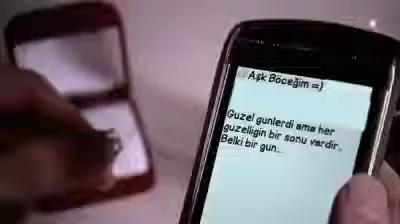 Aşk Böceğim =)
Guzel gunlerdi ama her
guzelligin bir sonu vardir..
Belki bir gun..